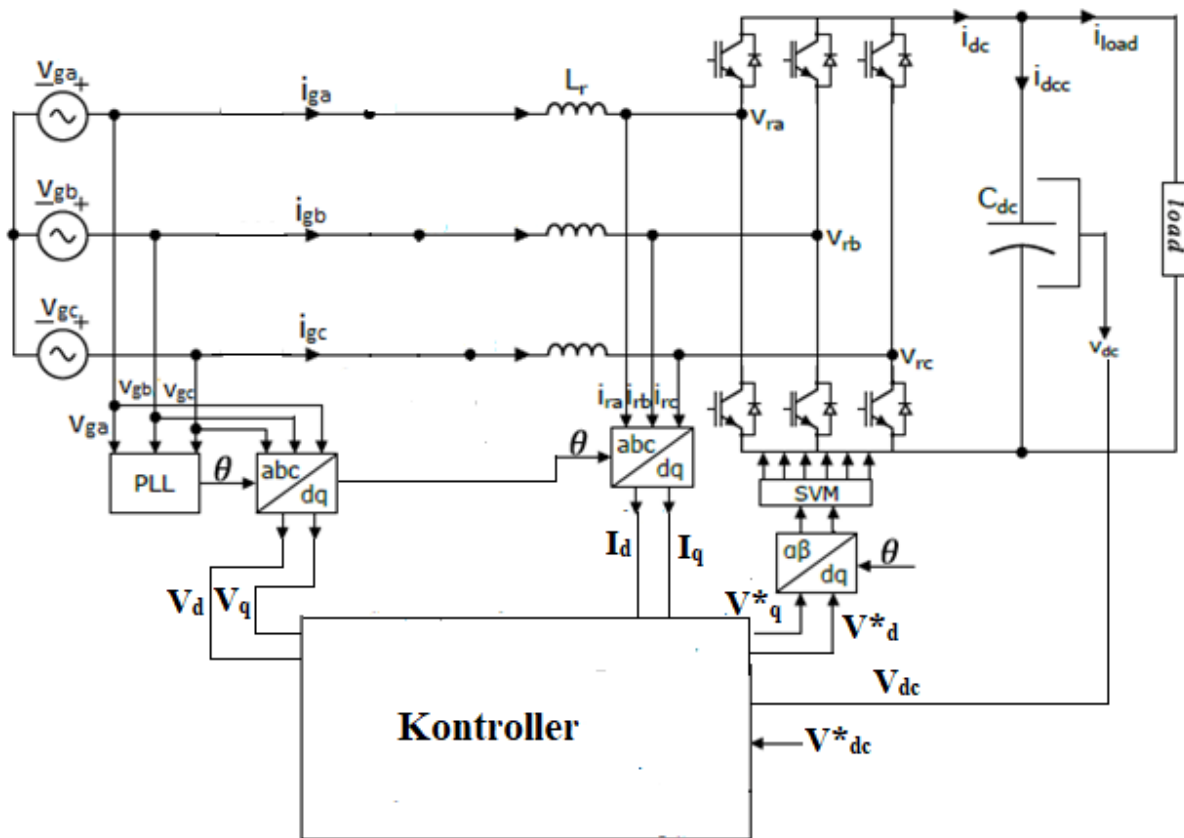 Vga
- +
iga
Lr
Vra
idc
iload
idcc
Vgb
- +
igb
Vrb
Cdc
load
Vgc
- +
igc
Vrc
vdc
Vgb Vgc
Vga
ira irb irc
PLL
θ
abc
dq
θ
abc
dq
SVM
αβ
dq
θ
Id
Iq
Vd
Vq
V*q
V*d
Vdc
Kontroller
V*dc